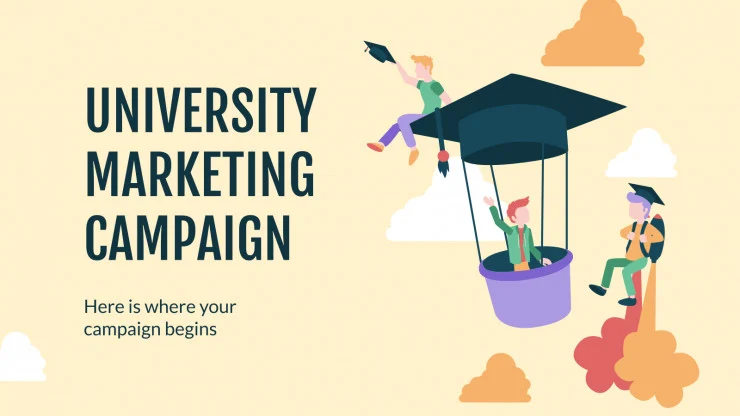 UNIVERSITY
MARKETING
CAMPAIGN
Here is where your
campaign begins